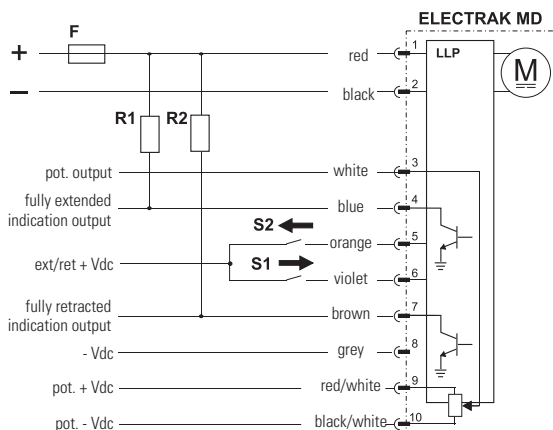 ELECTRAK MD
F
+
red
1
LLP
M
−
black
2
R1
R2
pot. output
white
3
fully extended
indication output
blue
4
S2
orange
5
ext/ret + Vdc
S1
violet
6
fully retracted
indication output
brown
7
- Vdc
grey
8
pot. + Vdc
red/white
9
pot. - Vdc
black/white
10